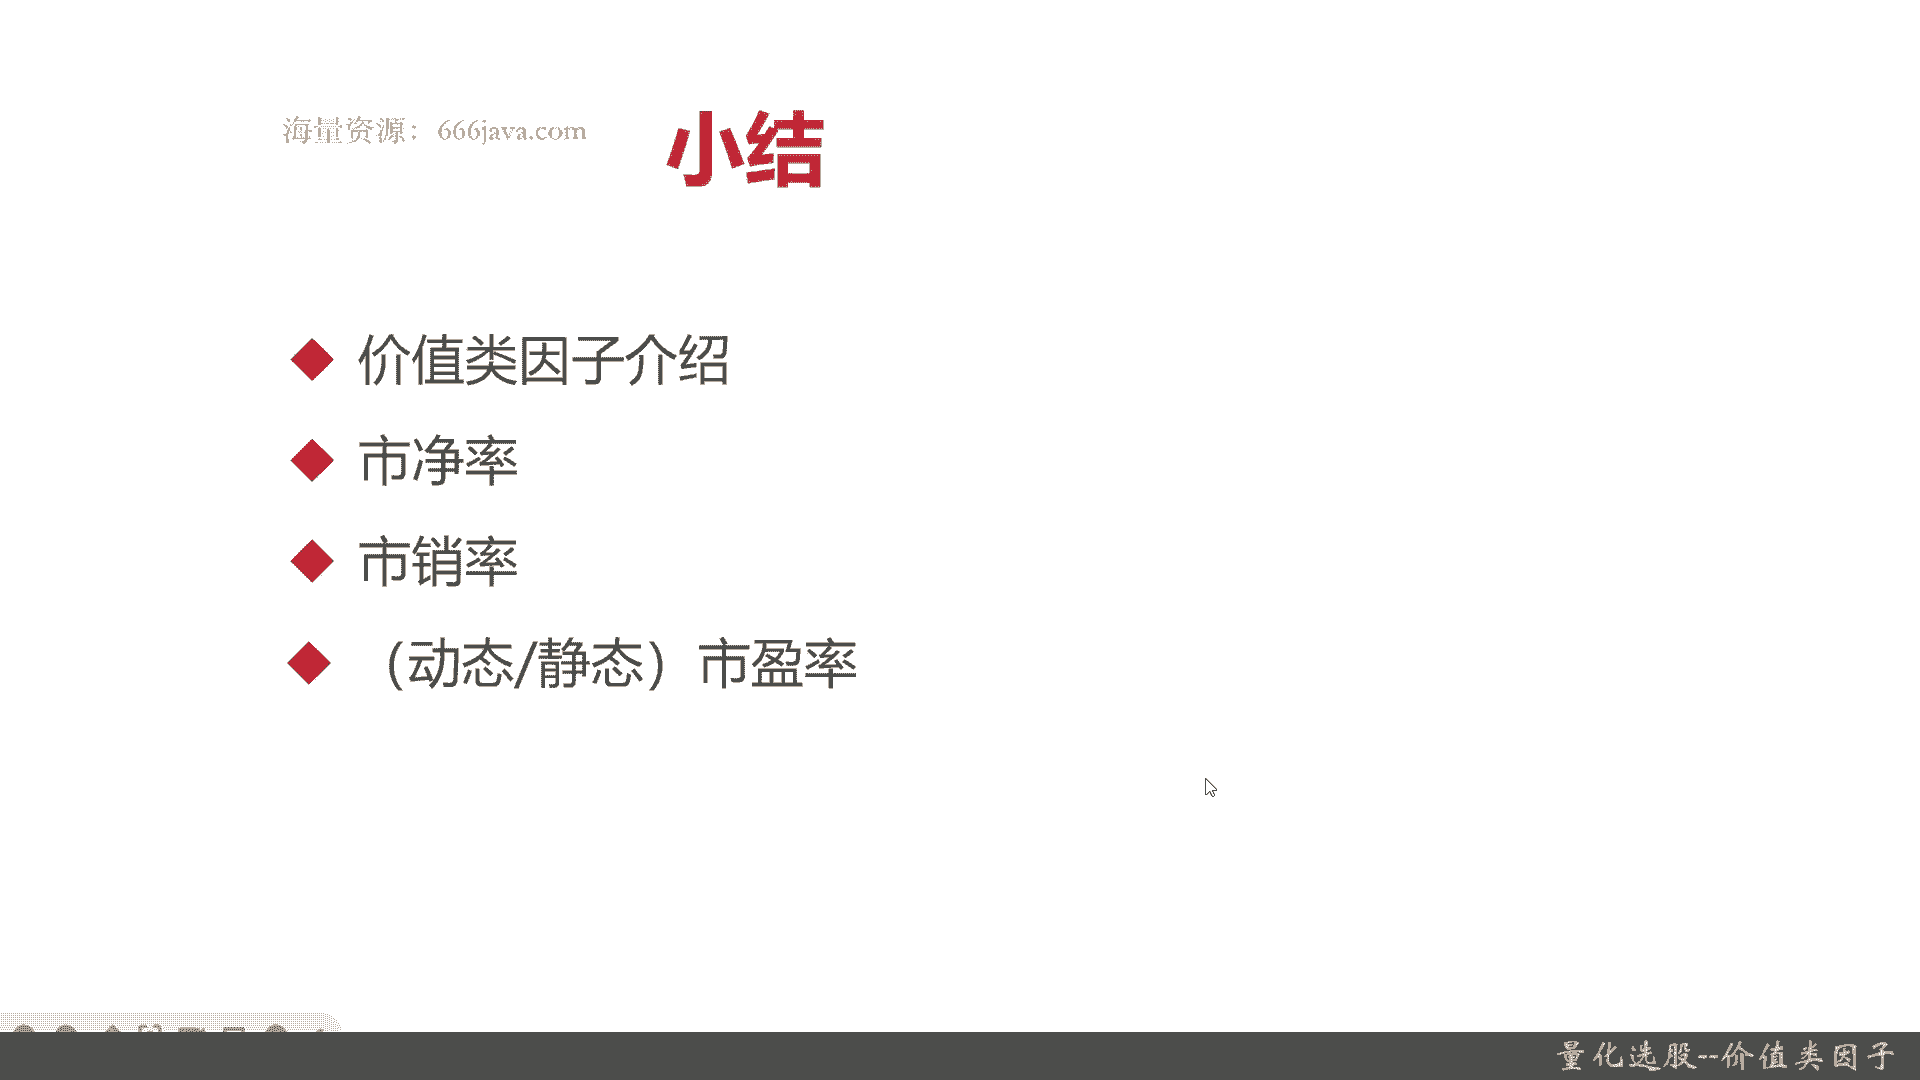 海量资源：666java.com
小结
价值类因子介绍
市净率
市销率
（动态/静态）市盈率
量化选股--价值类因子